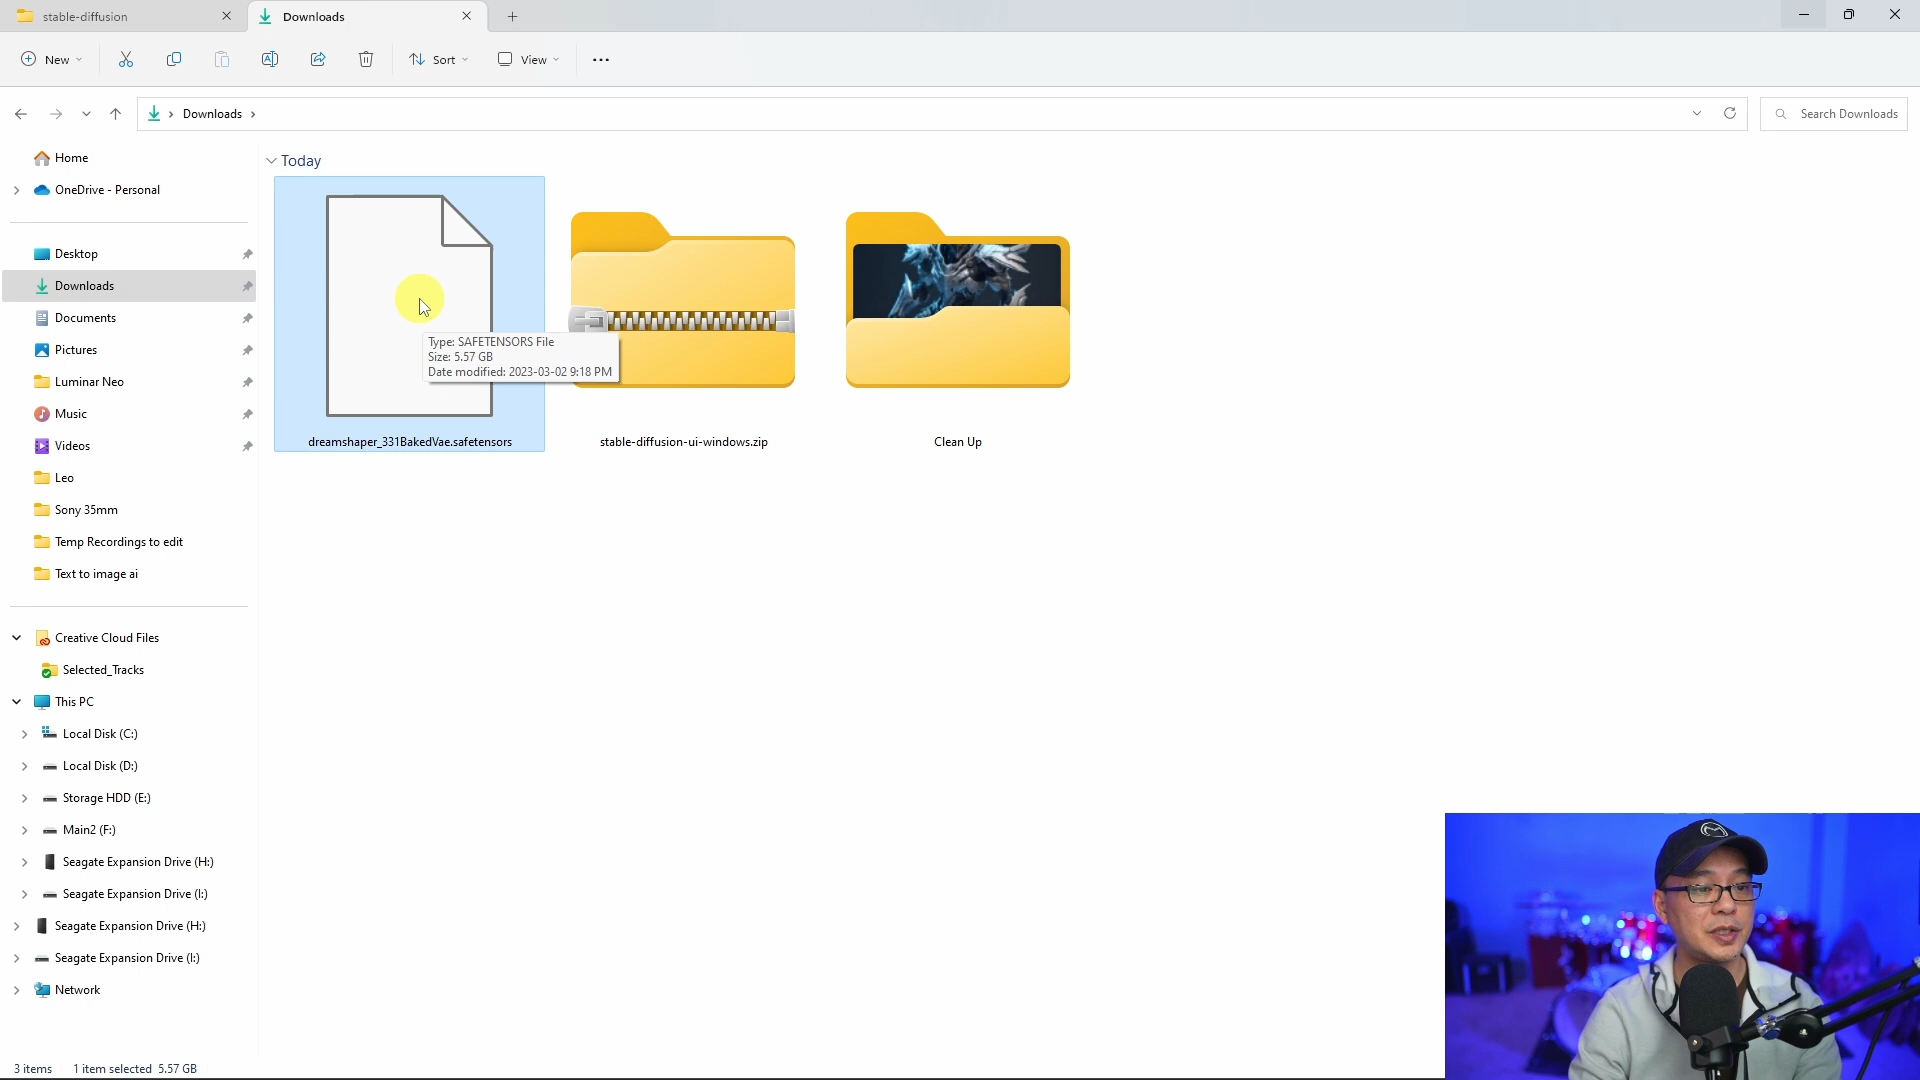 stable-diffusion
Downloads
New
Sort
View
Downloads
Search Downloads
Home
OneDrive - Personal
Desktop
Downloads
Documents
Pictures
Luminar Neo
Music
Videos
Leo
Sony 35mm
Temp Recordings to edit
Text to image ai
Creative Cloud Files
Selected_Tracks
This PC
Local Disk (C:)
Local Disk (D:)
Storage HDD (E:)
Main2 (F:)
Seagate Expansion Drive (H:)
Seagate Expansion Drive (I:)
Seagate Expansion Drive (H:)
Seagate Expansion Drive (I:)
Network
Today
Type: SAFETENSORS File
Size: 5.57 GB
Date modified: 2023-03-02 9:18 PM
dreamshaper_331BakedVae.safetensors
stable-diffusion-ui-windows.zip
Clean Up
3 items
1 item selected 5.57 GB